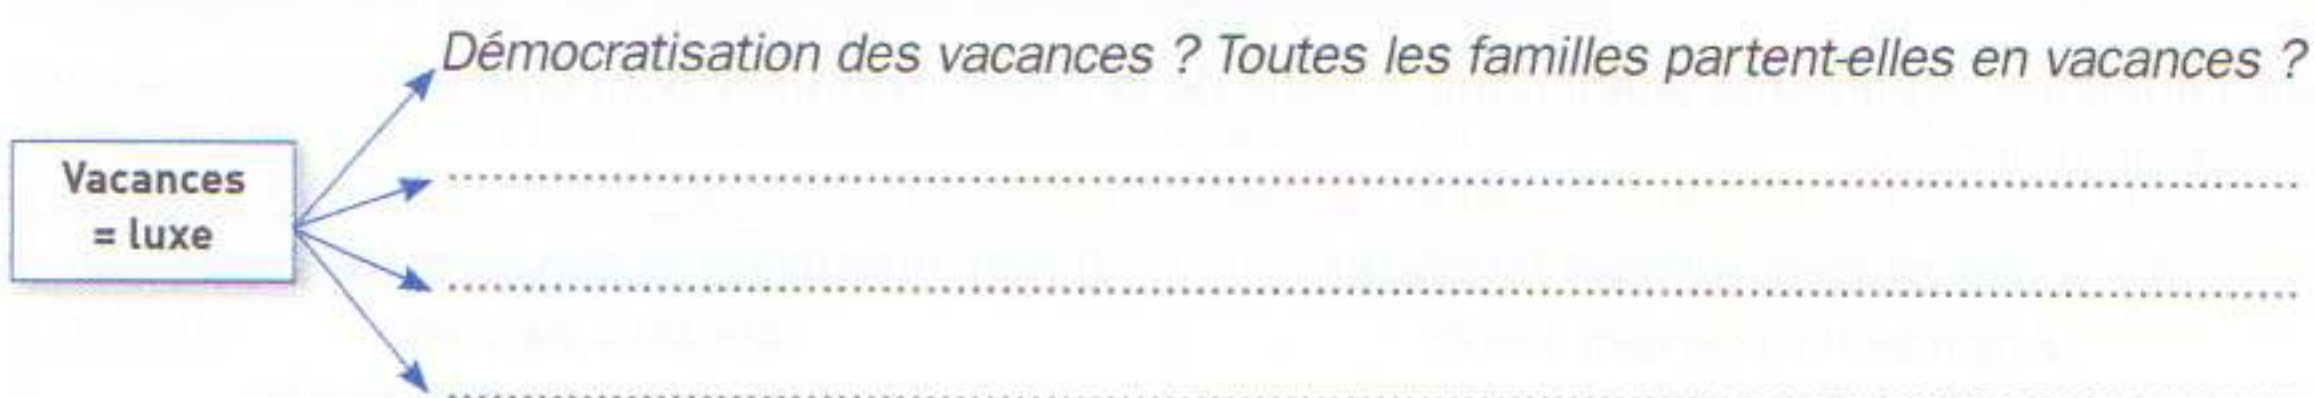 Démocratisation des vacances ? Toutes les familles partent-elles en vacances ?
Vacances
= luxe